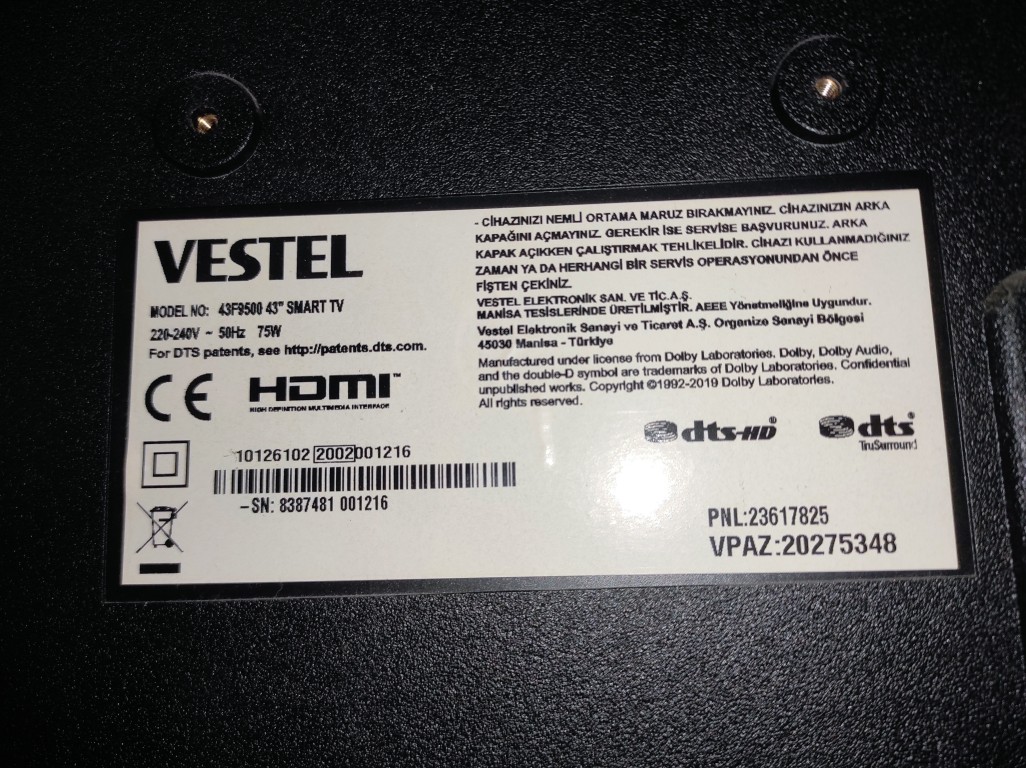 VESTEL
MODEL NO: 43F9500 43" SMART TV
220-240V ~ 50Hz 75W
For DTS patents, see http://patents.dts.com.
CE
HDMI™
HIGH DEFINITION MULTIMEDIA INTERFACE
10126102 2002 001216
-SN: 8387481 001216
- CİHAZINIZI NEMLİ ORTAMA MARUZ BIRAKMAYINIZ. CİHAZINIZIN ARKA
KAPAĞINI AÇMAYINIZ. GEREKİR İSE SERVİSE BAŞVURUNUZ. ARKA
KAPAK AÇIKKEN ÇALIŞTIRMAK TEHLİKELİDİR. CİHAZI KULLANMADIĞINIZ
ZAMAN YA DA HERHANGİ BİR SERVİS OPERASYONUNDAN ÖNCE
FİŞTEN ÇEKİNİZ.
VESTEL ELEKTRONİK SAN. VE TİC.A.Ş.
MANİSA TESİSLERİNDE ÜRETİLMİŞTİR. AEEE Yönetmeliğine Uygundur.
Vestel Elektronik Sanayi ve Ticaret A.Ş. Organize Sanayi Bölgesi
45030 Manisa - Türkiye
Manufactured under license from Dolby Laboratories. Dolby, Dolby Audio,
and the double-D symbol are trademarks of Dolby Laboratories. Confidential
unpublished works. Copyright ©1992-2019 Dolby Laboratories.
All rights reserved.
dts-HD®
dts®
TruSurround
PNL:23617825
VPAZ:20275348